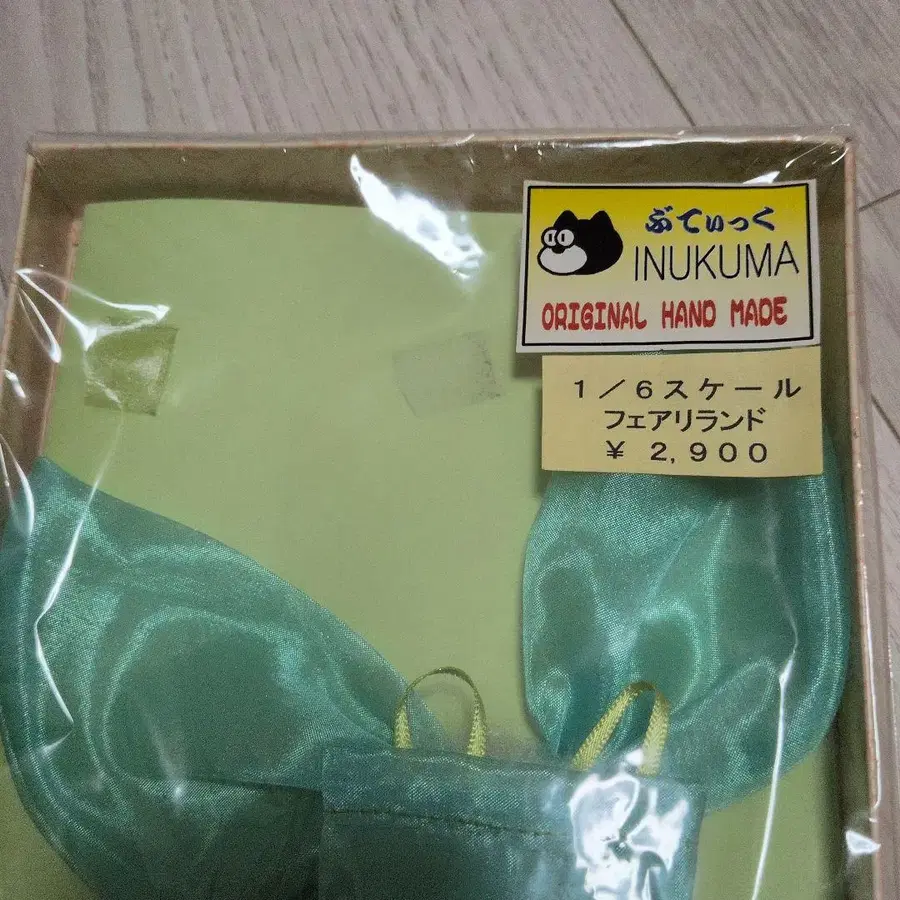 ぶてぃっく
INUKUMA
ORIGINAL HAND MADE
1/6スケール
フェアリランド
¥ 2,900